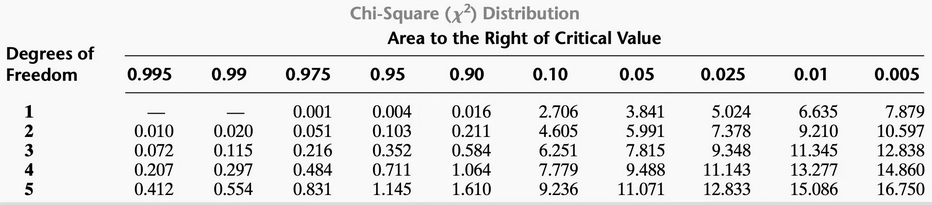 Chi-Square (χ²) Distribution
Area to the Right of Critical Value
Degrees of
Freedom 0.995 0.99 0.975 0.95 0.90 0.10 0.05 0.025 0.01 0.005
1 — — 0.001 0.004 0.016 2.706 3.841 5.024 6.635 7.879
2 0.010 0.020 0.051 0.103 0.211 4.605 5.991 7.378 9.210 10.597
3 0.072 0.115 0.216 0.352 0.584 6.251 7.815 9.348 11.345 12.838
4 0.207 0.297 0.484 0.711 1.064 7.779 9.488 11.143 13.277 14.860
5 0.412 0.554 0.831 1.145 1.610 9.236 11.071 12.833 15.086 16.750